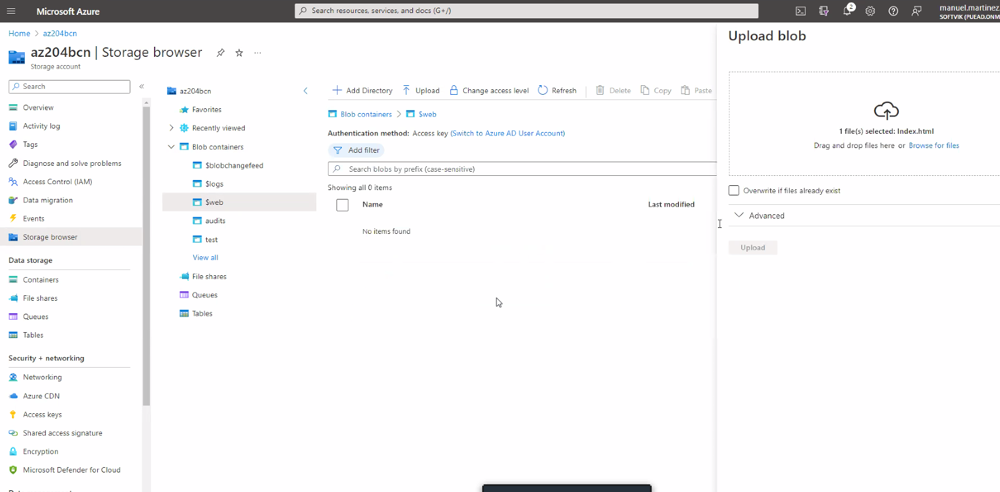 Microsoft Azure
Search resources, services, and docs (G+/)
2
manuel.martinez
SOFTVIK (PUEAD.ONM
Home > az204bcn
az204bcn | Storage browser
Storage account
Search
Overview
Activity log
Tags
Diagnose and solve problems
Access Control (IAM)
Data migration
Events
Storage browser
Data storage
Containers
File shares
Queues
Tables
Security + networking
Networking
Azure CDN
Access keys
Shared access signature
Encryption
Microsoft Defender for Cloud
az204bcn
Favorites
Recently viewed
Blob containers
$blobchangefeed
$logs
$web
audits
test
View all
File shares
Queues
Tables
Add Directory Upload Change access level Refresh Delete Copy Paste
Blob containers > $web
Authentication method: Access key (Switch to Azure AD User Account)
Add filter
Search blobs by prefix (case-sensitive)
Showing all 0 items
Name Last modified
No items found
Upload blob
1 file(s) selected: Index.html
Drag and drop files here or Browse for files
Overwrite if files already exist
Advanced
Upload